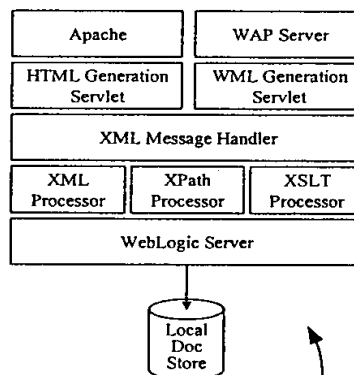 Apache
WAP Server
HTML Generation
Servlet
WML Generation
Servlet
XML Message Handler
XML
Processor
XPath
Processor
XSLT
Processor
WebLogic Server
Local
Doc
Store